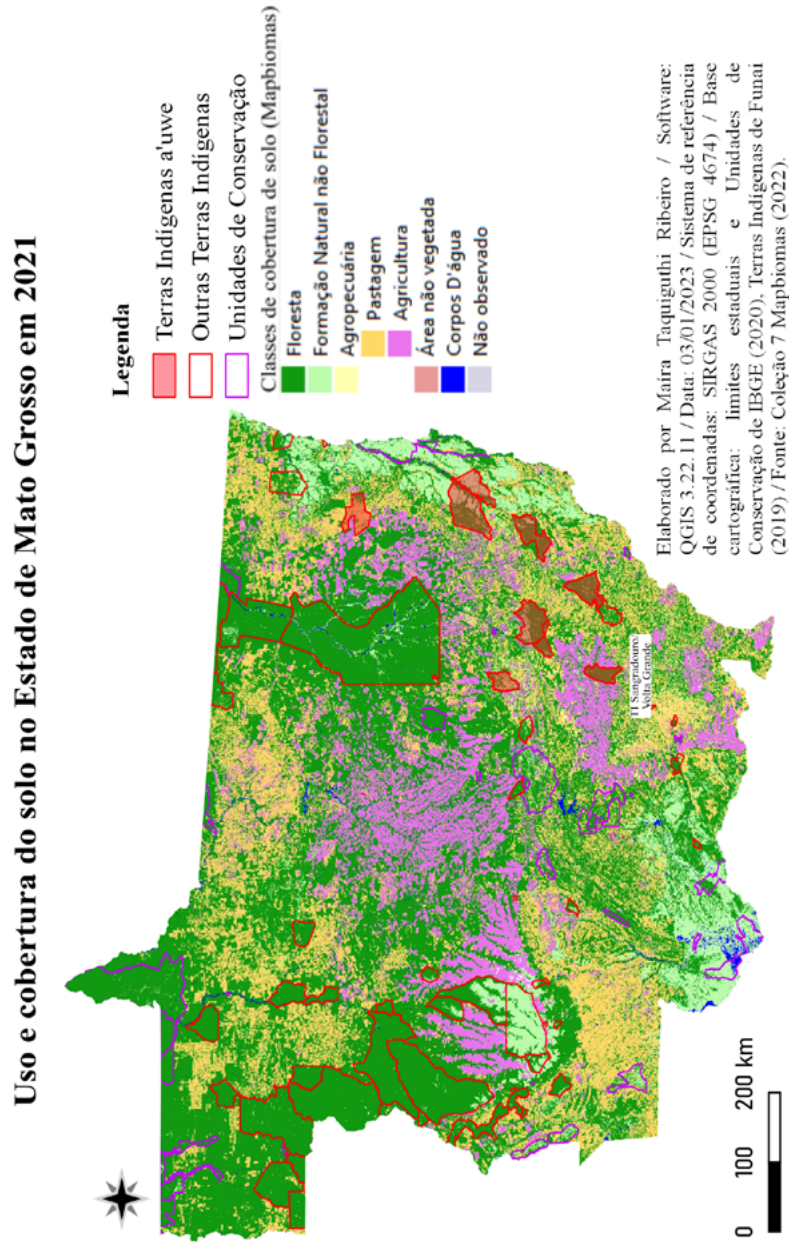 Uso e cobertura do solo no Estado de Mato Grosso em 2021
Legenda
Terras Indígenas a'uwe
Outras Terras Indígenas
Unidades de Conservação
Classes de cobertura de solo (Mapbiomas)
Floresta
Formação Natural não Florestal
Agropecuária
Pastagem
Agricultura
Área não vegetada
Corpos D'água
Não observado
TI Sangradouro/
Volta Grande
0 100 200 km
Elaborado por Maira Taquiguthi Ribeiro / Software:
QGIS 3.22.11 / Data: 03/01/2023 / Sistema de referência
de coordenadas: SIRGAS 2000 (EPSG 4674) / Base
cartográfica: limites estaduais e Unidades de
Conservação de IBGE (2020), Terras Indígenas de Funai
(2019) / Fonte: Coleção 7 Mapbiomas (2022).